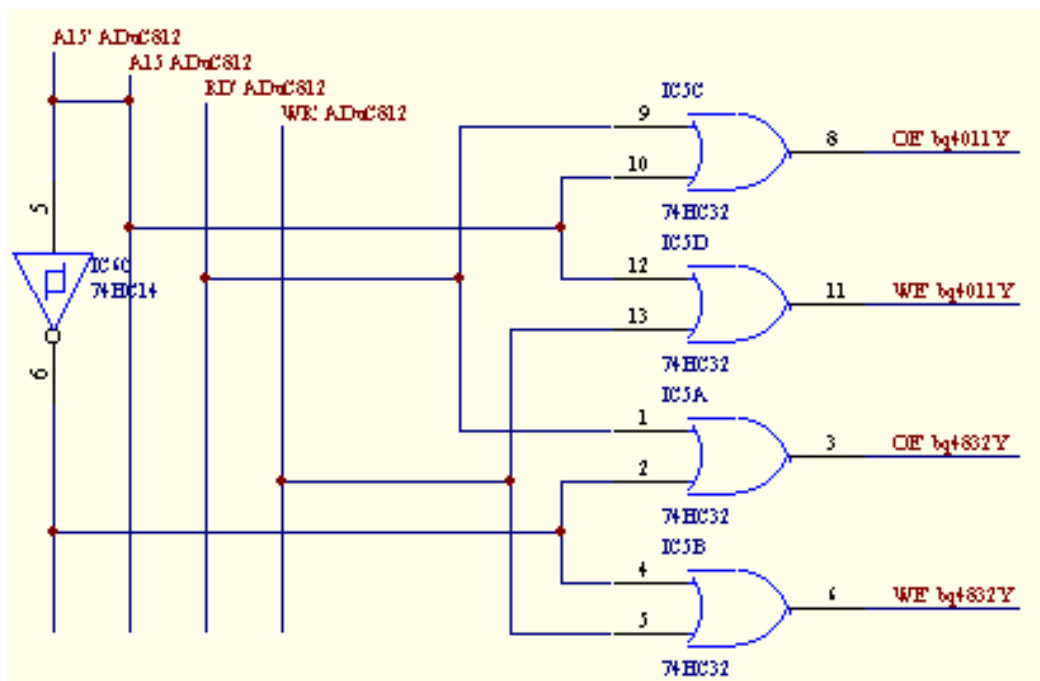 A15' ADuC812
A15 ADuC812
RD' ADuC812
WR' ADuC812
IC5C
9
10
8
OE' bq4011Y
74HC32
IC5D
12
13
11
WE' bq4011Y
74HC32
5
IC4C
74HC14
6
IC5A
1
2
3
OE' bq4832Y
74HC32
IC5B
4
5
6
WE' bq4832Y
74HC32